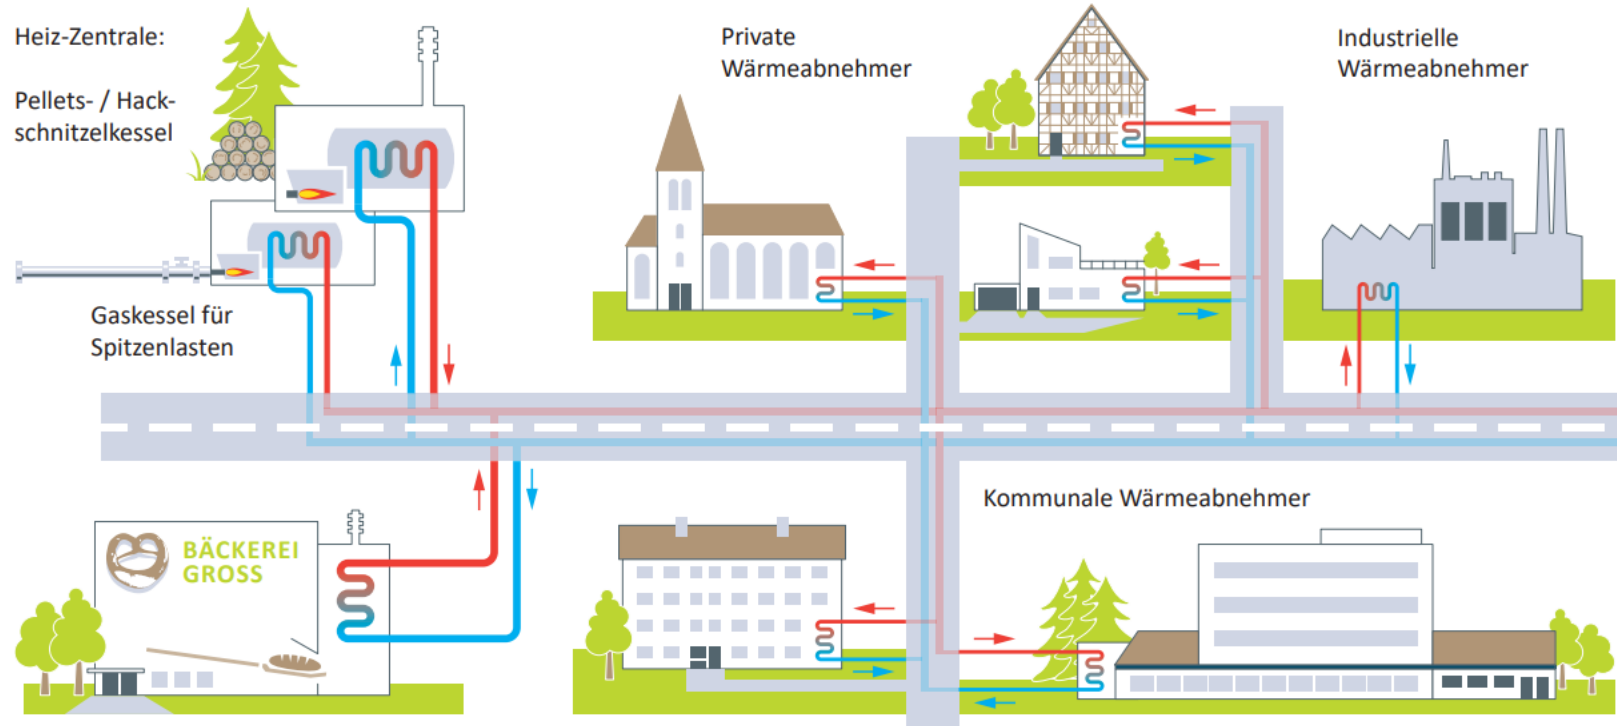 Heiz-Zentrale:
Pellets- / Hack-
schnitzelkessel
Gaskessel für
Spitzenlasten
Private
Wärmeabnehmer
Industrielle
Wärmeabnehmer
BÄCKEREI
GROSS
Kommunale Wärmeabnehmer